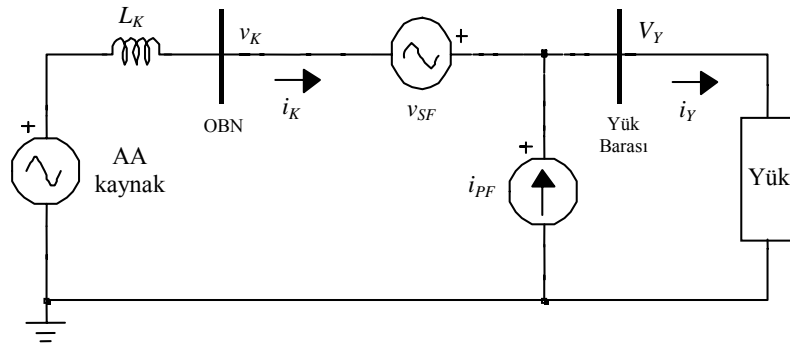 L_K
v_K
V_Y
+
i_K
i_Y
OBN
v_SF
Yük
Barası
+
AA
kaynak
+
i_PF
Yük